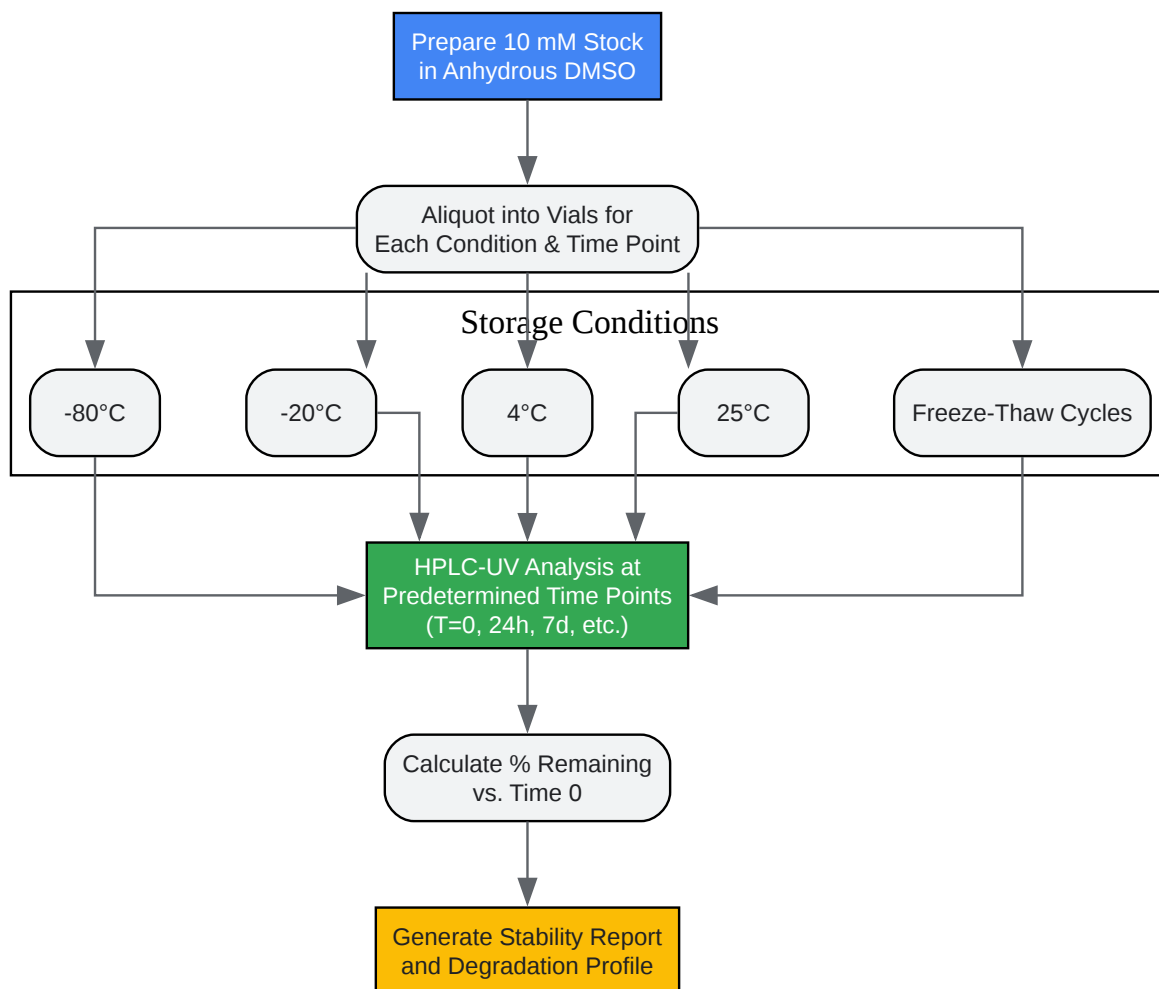 Prepare 10 mM Stock
in Anhydrous DMSO
Aliquot into Vials for
Each Condition & Time Point
Storage Conditions
-80°C
-20°C
4°C
25°C
Freeze-Thaw Cycles
HPLC-UV Analysis at
Predetermined Time Points
(T=0, 24h, 7d, etc.)
Calculate % Remaining
vs. Time 0
Generate Stability Report
and Degradation Profile